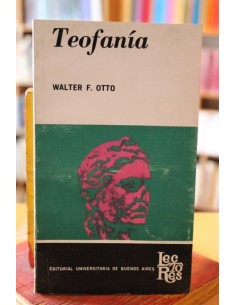 Teofanía
WALTER F. OTTO
EDITORIAL UNIVERSITARIA DE BUENOS AIRES
Lec
TO
Res